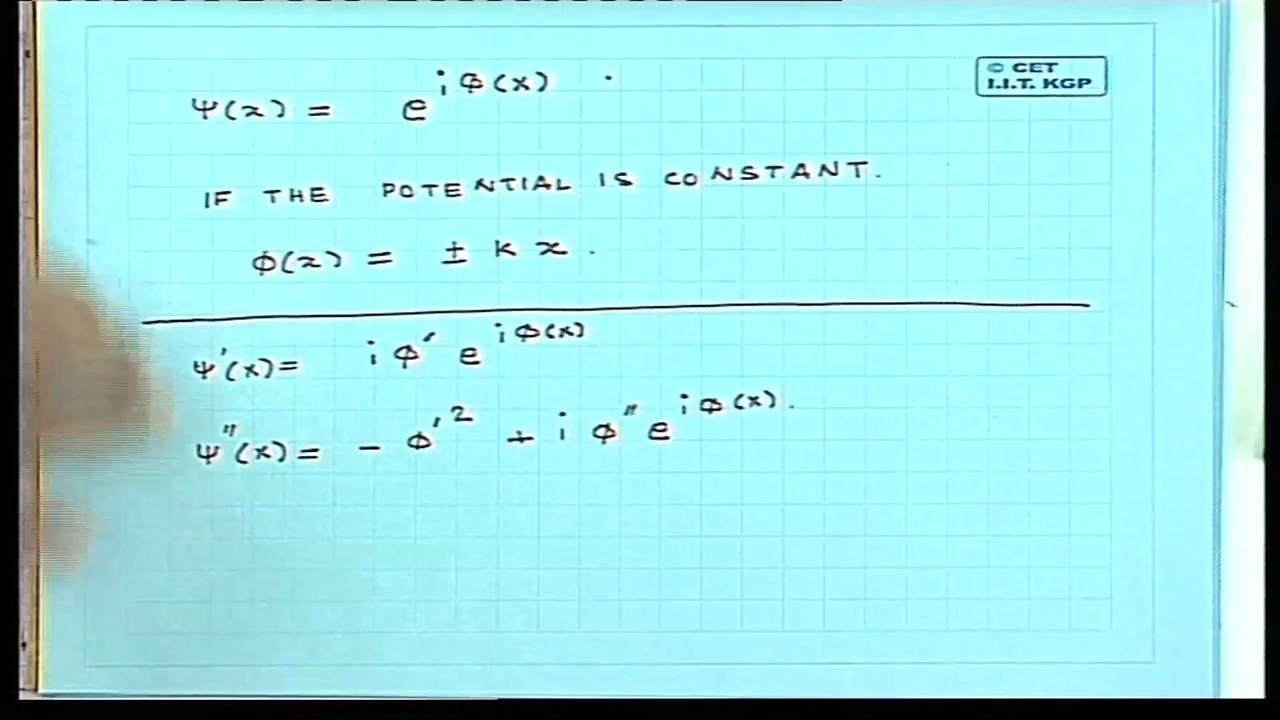 ψ(x) = e^{iϕ(x)} .
© CET
I.I.T. KGP
IF THE POTENTIAL IS CONSTANT.
ϕ(x) = ± k x .
ψ'(x) = i ϕ' e^{iϕ(x)}
ψ''(x) = - ϕ'^2 + i ϕ'' e^{iϕ(x)} .